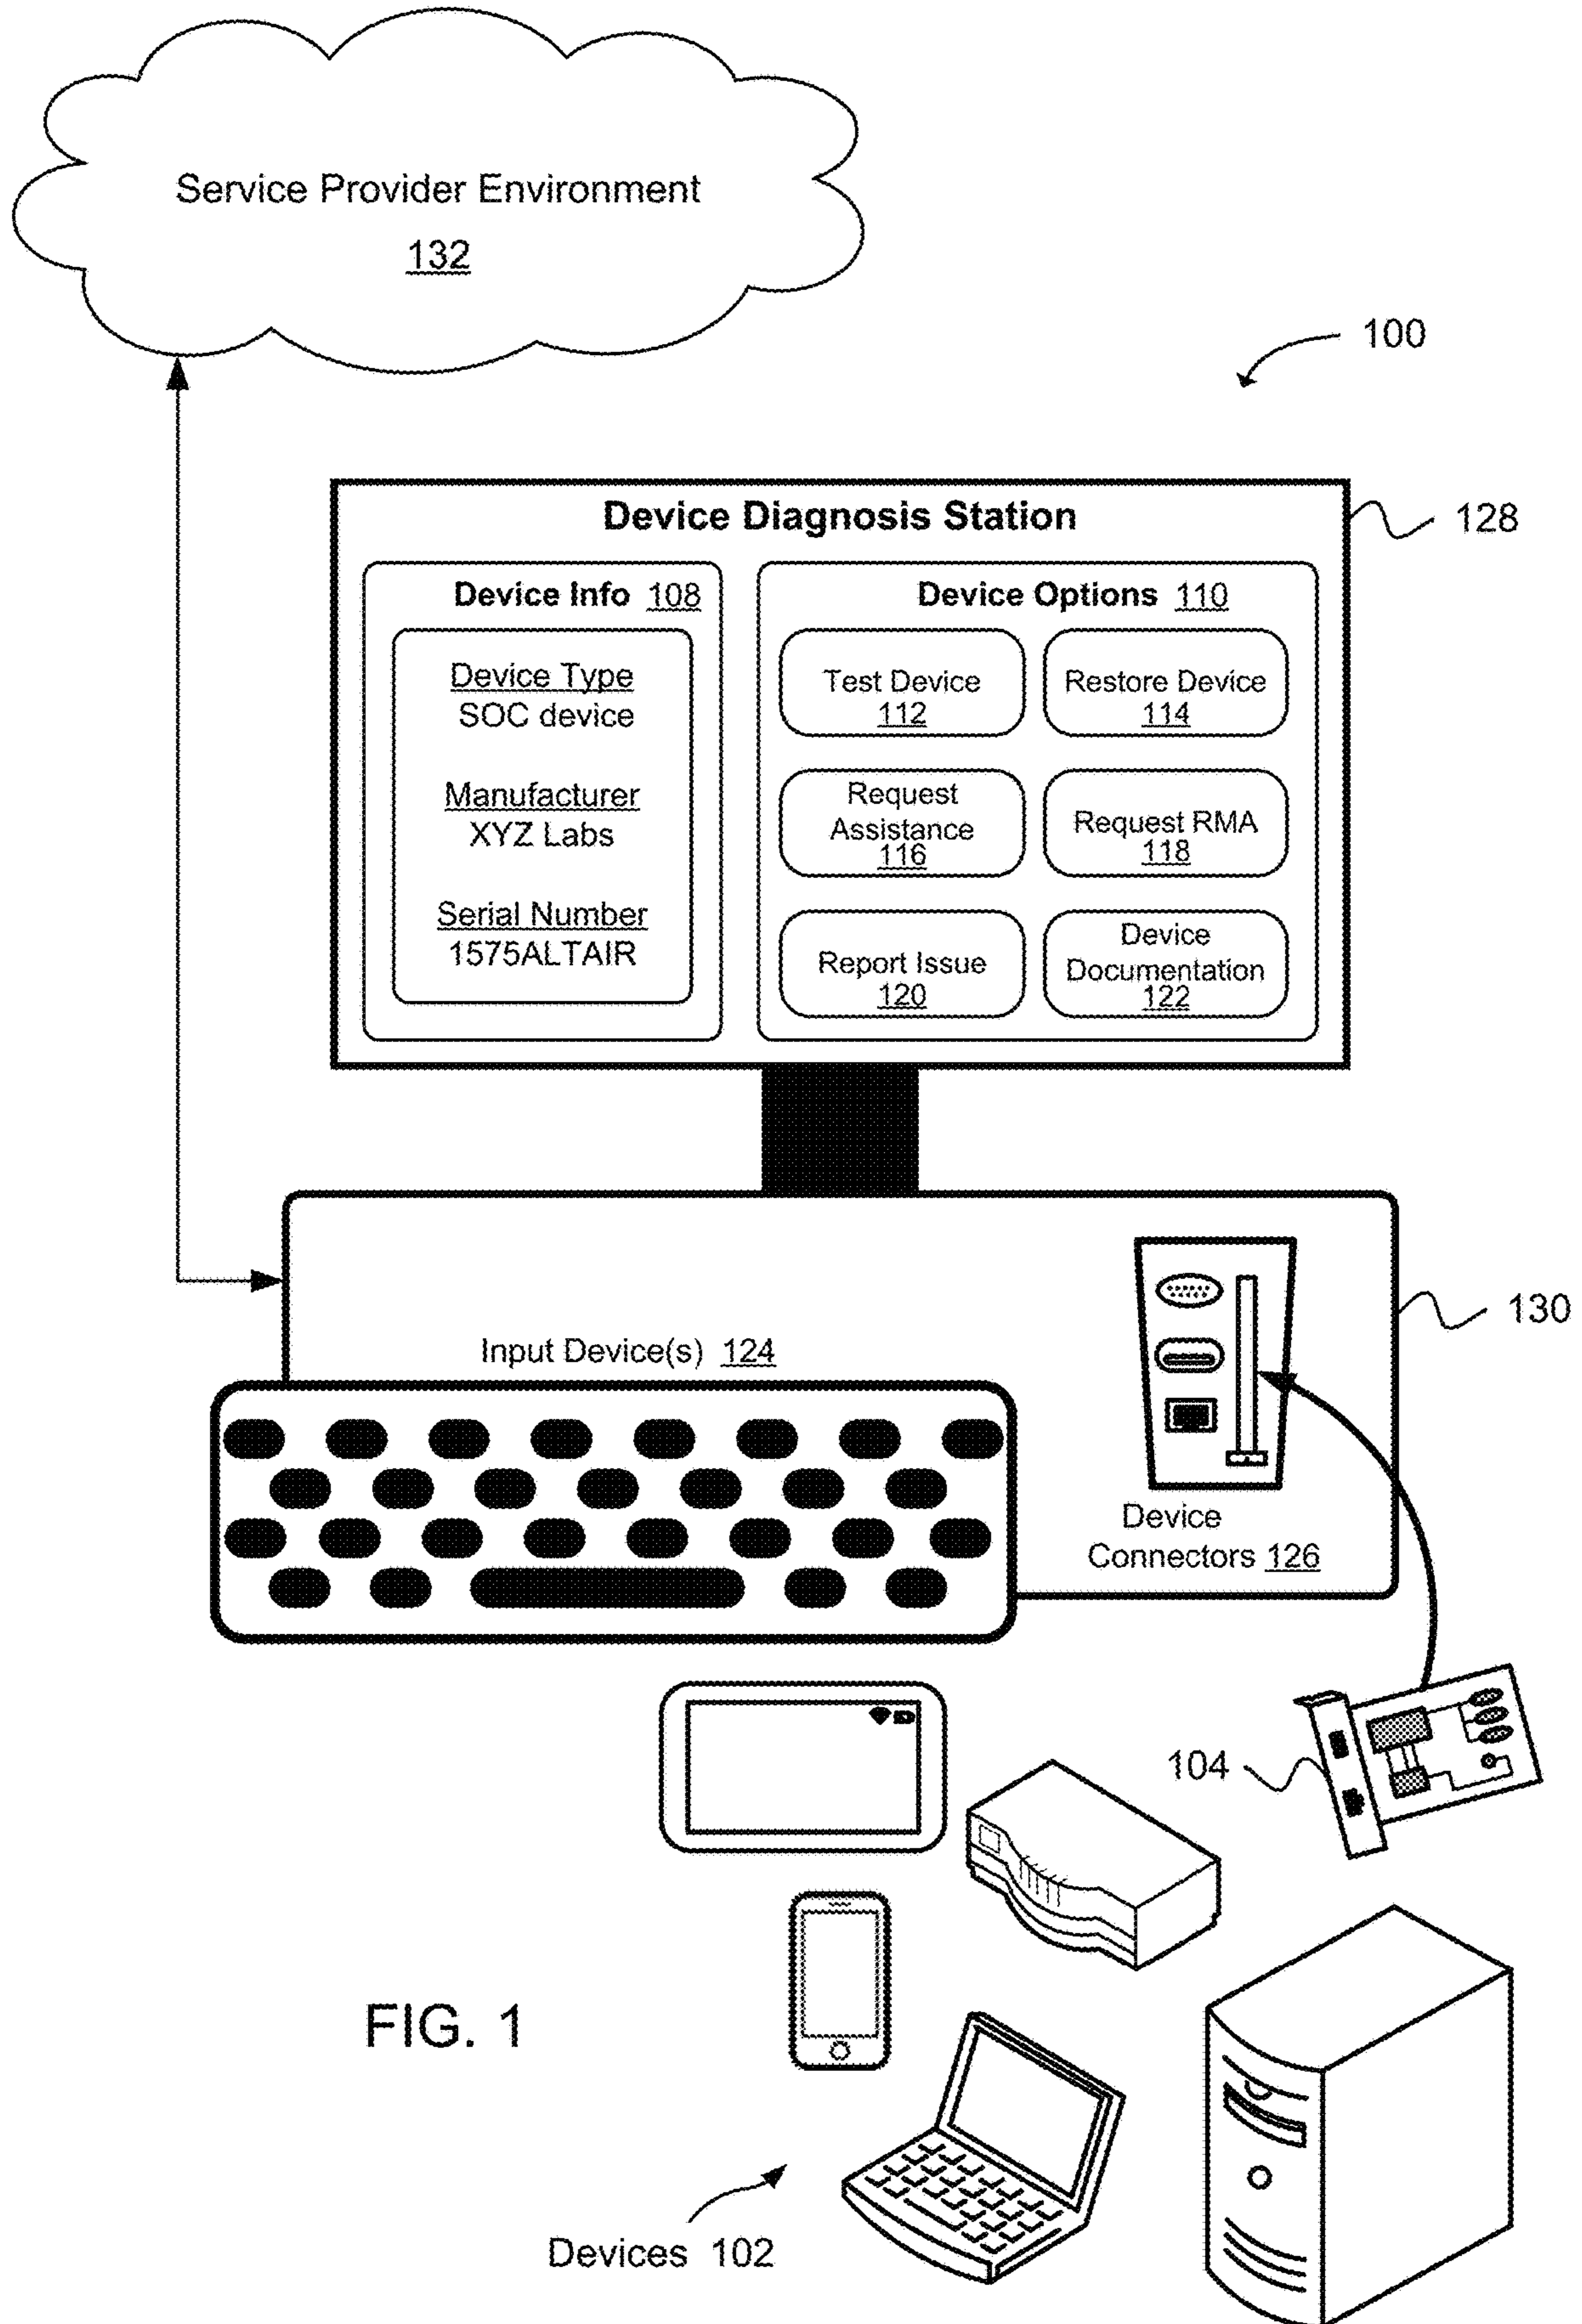 Service Provider Environment
132
100
Device Diagnosis Station
128
Device Info 108
Device Type
SOC device
Manufacturer
XYZ Labs
Serial Number
1575ALTAIR
Device Options 110
Test Device
112
Restore Device
114
Request
Assistance
116
Request RMA
118
Report Issue
120
Device
Documentation
122
130
Input Device(s) 124
Device
Connectors 126
104
FIG. 1
Devices 102